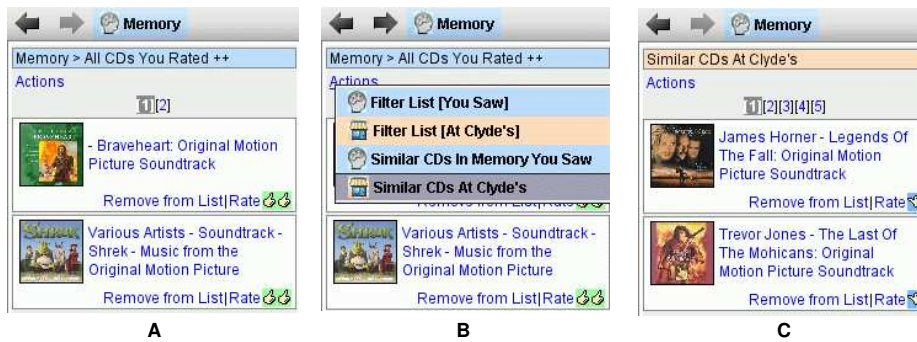 Memory
Memory > All CDs You Rated ++
Actions
[1][2]
- Braveheart: Original Motion
Picture Soundtrack
Remove from List|Rate
Various Artists - Soundtrack -
Shrek - Music from the
Original Motion Picture
Remove from List|Rate
A
Memory
Memory > All CDs You Rated ++
Actions
Filter List [You Saw]
Filter List [At Clyde's]
Similar CDs In Memory You Saw
Similar CDs At Clyde's
Remove from List|Rate
Various Artists - Soundtrack -
Shrek - Music from the
Original Motion Picture
Remove from List|Rate
B
Memory
Similar CDs At Clyde's
Actions
[1][2][3][4][5]
James Horner - Legends Of
The Fall: Original Motion
Picture Soundtrack
Remove from List|Rate
Trevor Jones - The Last Of
The Mohicans: Original
Motion Picture Soundtrack
Remove from List|Rate
C